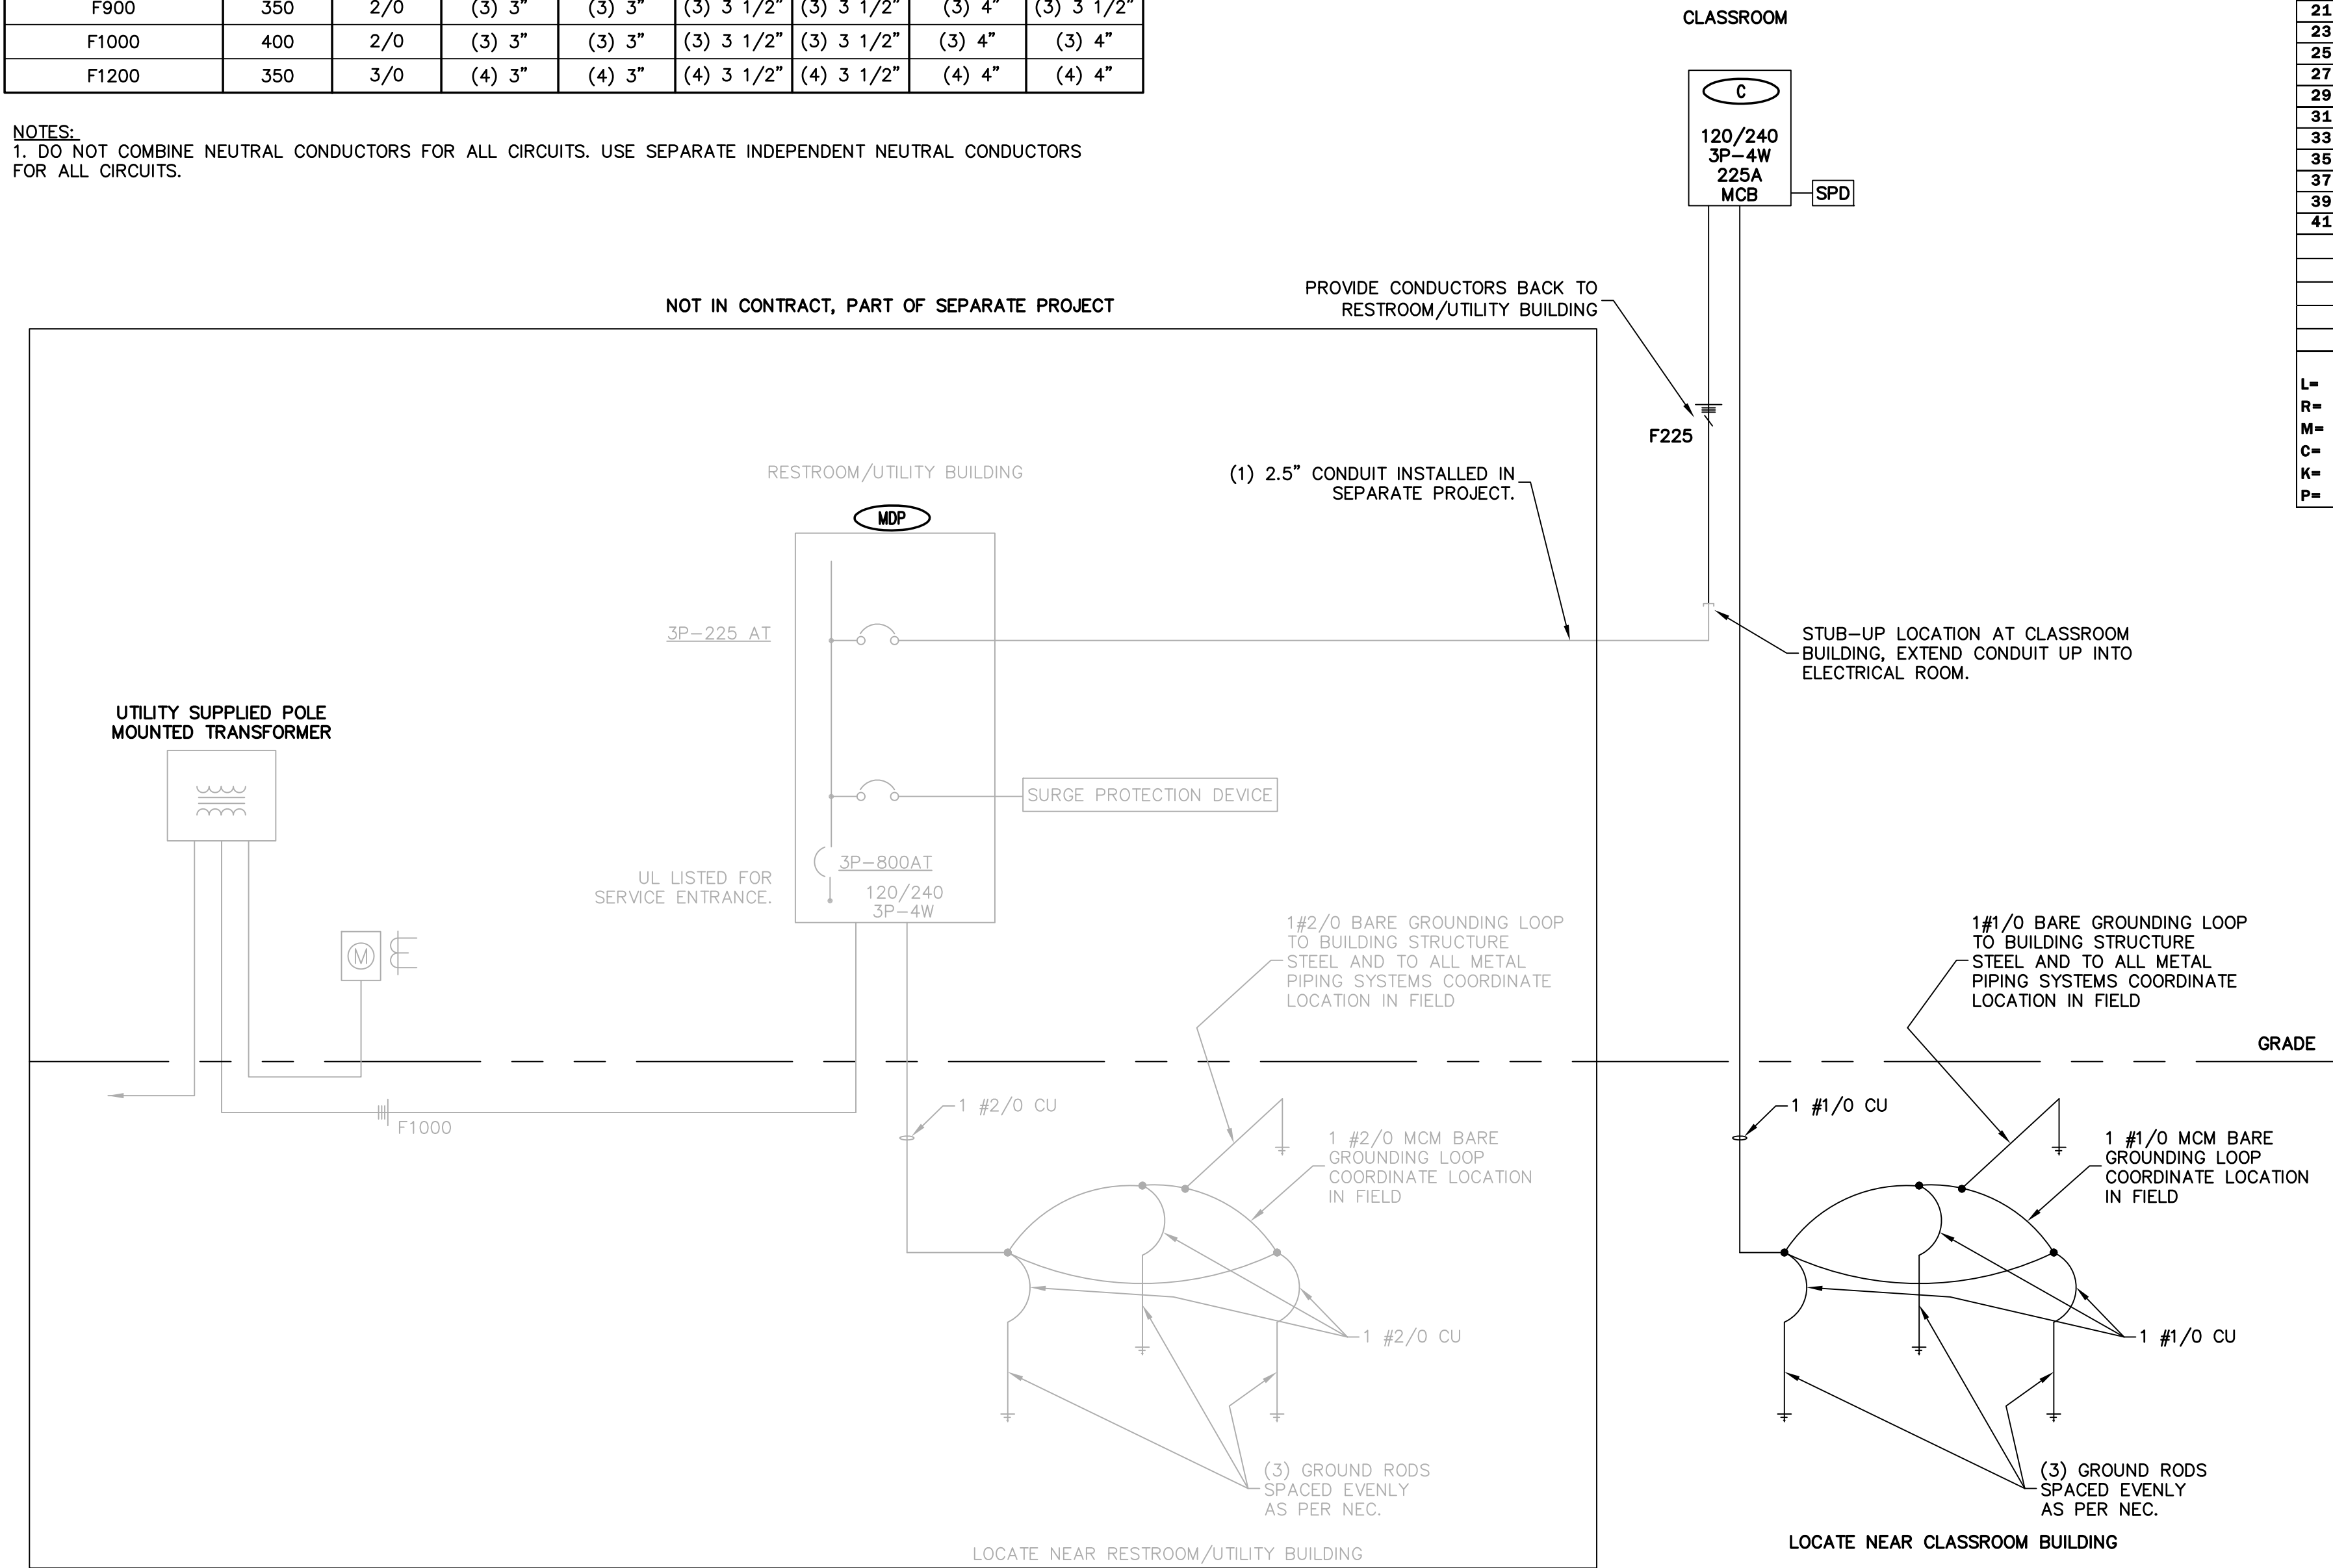 F900 350 2/0 (3) 3" (3) 3" (3) 3 1/2" (3) 3 1/2" (3) 4" (3) 3 1/2"
F1000 400 2/0 (3) 3" (3) 3" (3) 3 1/2" (3) 3 1/2" (3) 4" (3) 4"
F1200 350 3/0 (4) 3" (4) 3" (4) 3 1/2" (4) 3 1/2" (4) 4" (4) 4"
NOTES:
1. DO NOT COMBINE NEUTRAL CONDUCTORS FOR ALL CIRCUITS. USE SEPARATE INDEPENDENT NEUTRAL CONDUCTORS
FOR ALL CIRCUITS.
CLASSROOM
C
120/240
3P-4W
225A
MCB
SPD
21
23
25
27
29
31
33
35
37
39
41
L=
R=
M=
C=
K=
P=
NOT IN CONTRACT, PART OF SEPARATE PROJECT
PROVIDE CONDUCTORS BACK TO
RESTROOM/UTILITY BUILDING
F225
RESTROOM/UTILITY BUILDING
(1) 2.5" CONDUIT INSTALLED IN
SEPARATE PROJECT.
MDP
3P-225 AT
STUB-UP LOCATION AT CLASSROOM
BUILDING, EXTEND CONDUIT UP INTO
ELECTRICAL ROOM.
UTILITY SUPPLIED POLE
MOUNTED TRANSFORMER
SURGE PROTECTION DEVICE
3P-800AT
UL LISTED FOR
SERVICE ENTRANCE.
120/240
3P-4W
M
1#2/0 BARE GROUNDING LOOP
TO BUILDING STRUCTURE
STEEL AND TO ALL METAL
PIPING SYSTEMS COORDINATE
LOCATION IN FIELD
1#1/0 BARE GROUNDING LOOP
TO BUILDING STRUCTURE
STEEL AND TO ALL METAL
PIPING SYSTEMS COORDINATE
LOCATION IN FIELD
GRADE
F1000
1 #2/0 CU
1 #2/0 MCM BARE
GROUNDING LOOP
COORDINATE LOCATION
IN FIELD
1 #1/0 CU
1 #1/0 MCM BARE
GROUNDING LOOP
COORDINATE LOCATION
IN FIELD
1 #2/0 CU
1 #1/0 CU
(3) GROUND RODS
SPACED EVENLY
AS PER NEC.
(3) GROUND RODS
SPACED EVENLY
AS PER NEC.
LOCATE NEAR RESTROOM/UTILITY BUILDING
LOCATE NEAR CLASSROOM BUILDING